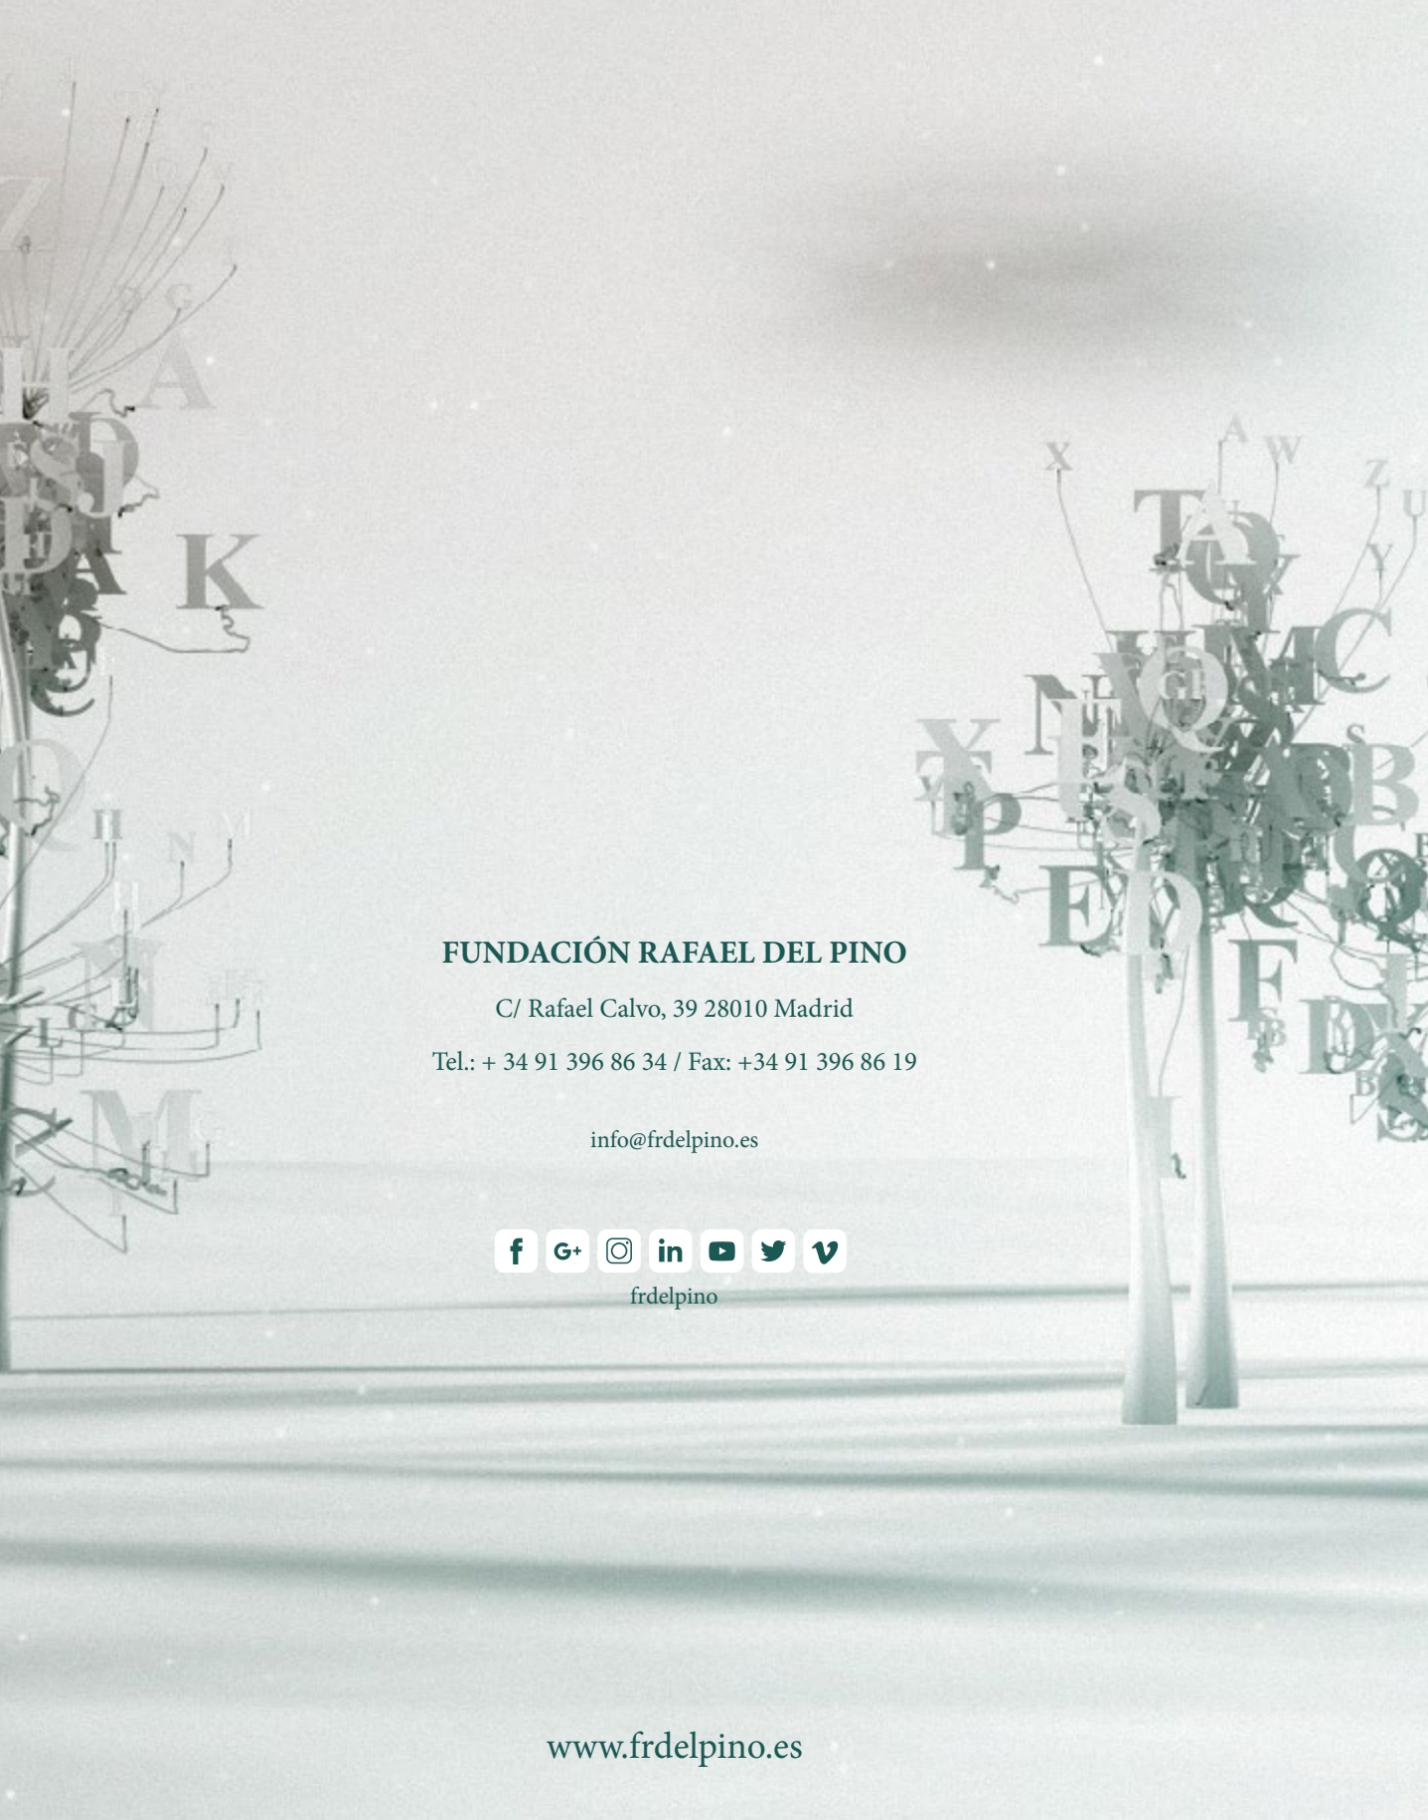 FUNDACIÓN RAFAEL DEL PINO
C/ Rafael Calvo, 39 28010 Madrid
Tel.: + 34 91 396 86 34 / Fax: +34 91 396 86 19
info@frdelpino.es
frdelpino
www.frdelpino.es